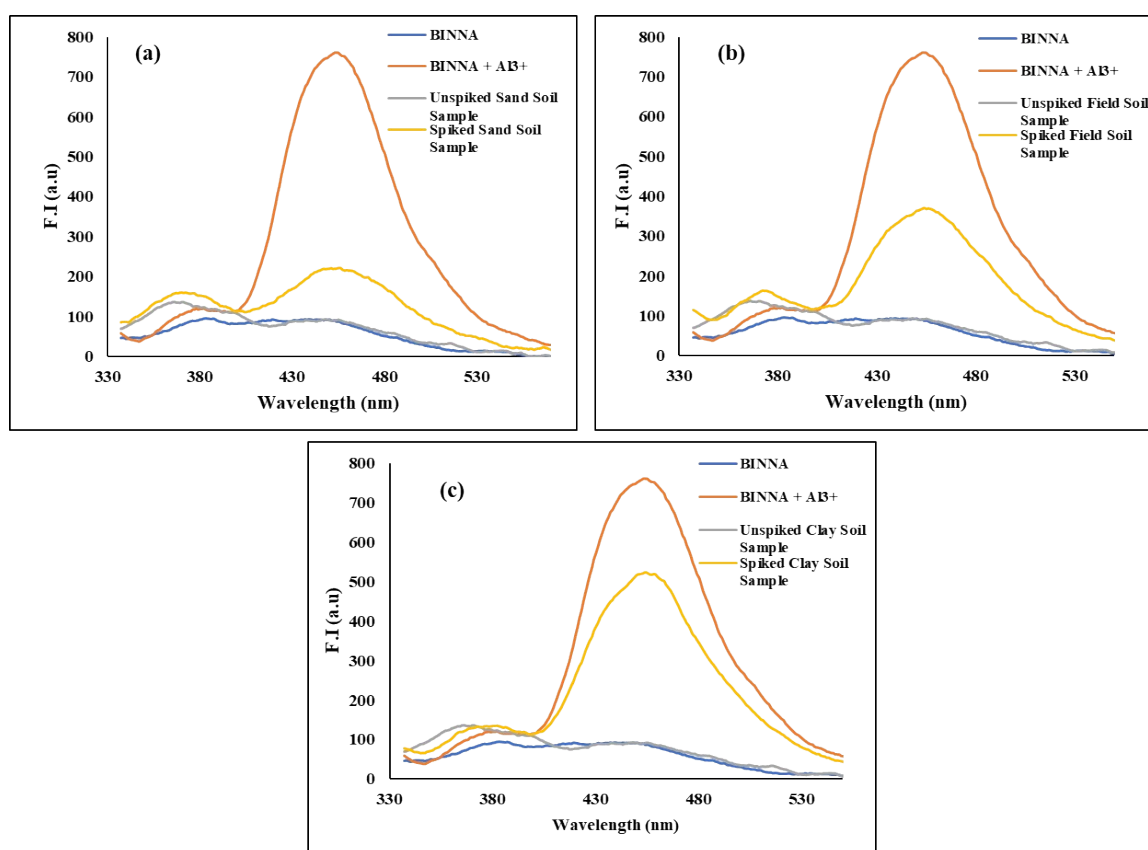 (a)
BINNA
BINNA + Al3+
Unspiked Sand Soil
Sample
Spiked Sand Soil
Sample
800
700
600
500
400
300
200
100
0
F.I (a.u)
330 380 430 480 530
Wavelength (nm)
(b)
BINNA
BINNA + Al3+
Unspiked Field Soil
Sample
Spiked Field Soil
Sample
800
700
600
500
400
300
200
100
0
F.I (a.u)
330 380 430 480 530
Wavelength (nm)
(c)
BINNA
BINNA + Al3+
Unspiked Clay Soil
Sample
Spiked Clay Soil
Sample
800
700
600
500
400
300
200
100
0
F.I (a.u)
330 380 430 480 530
Wavelength (nm)